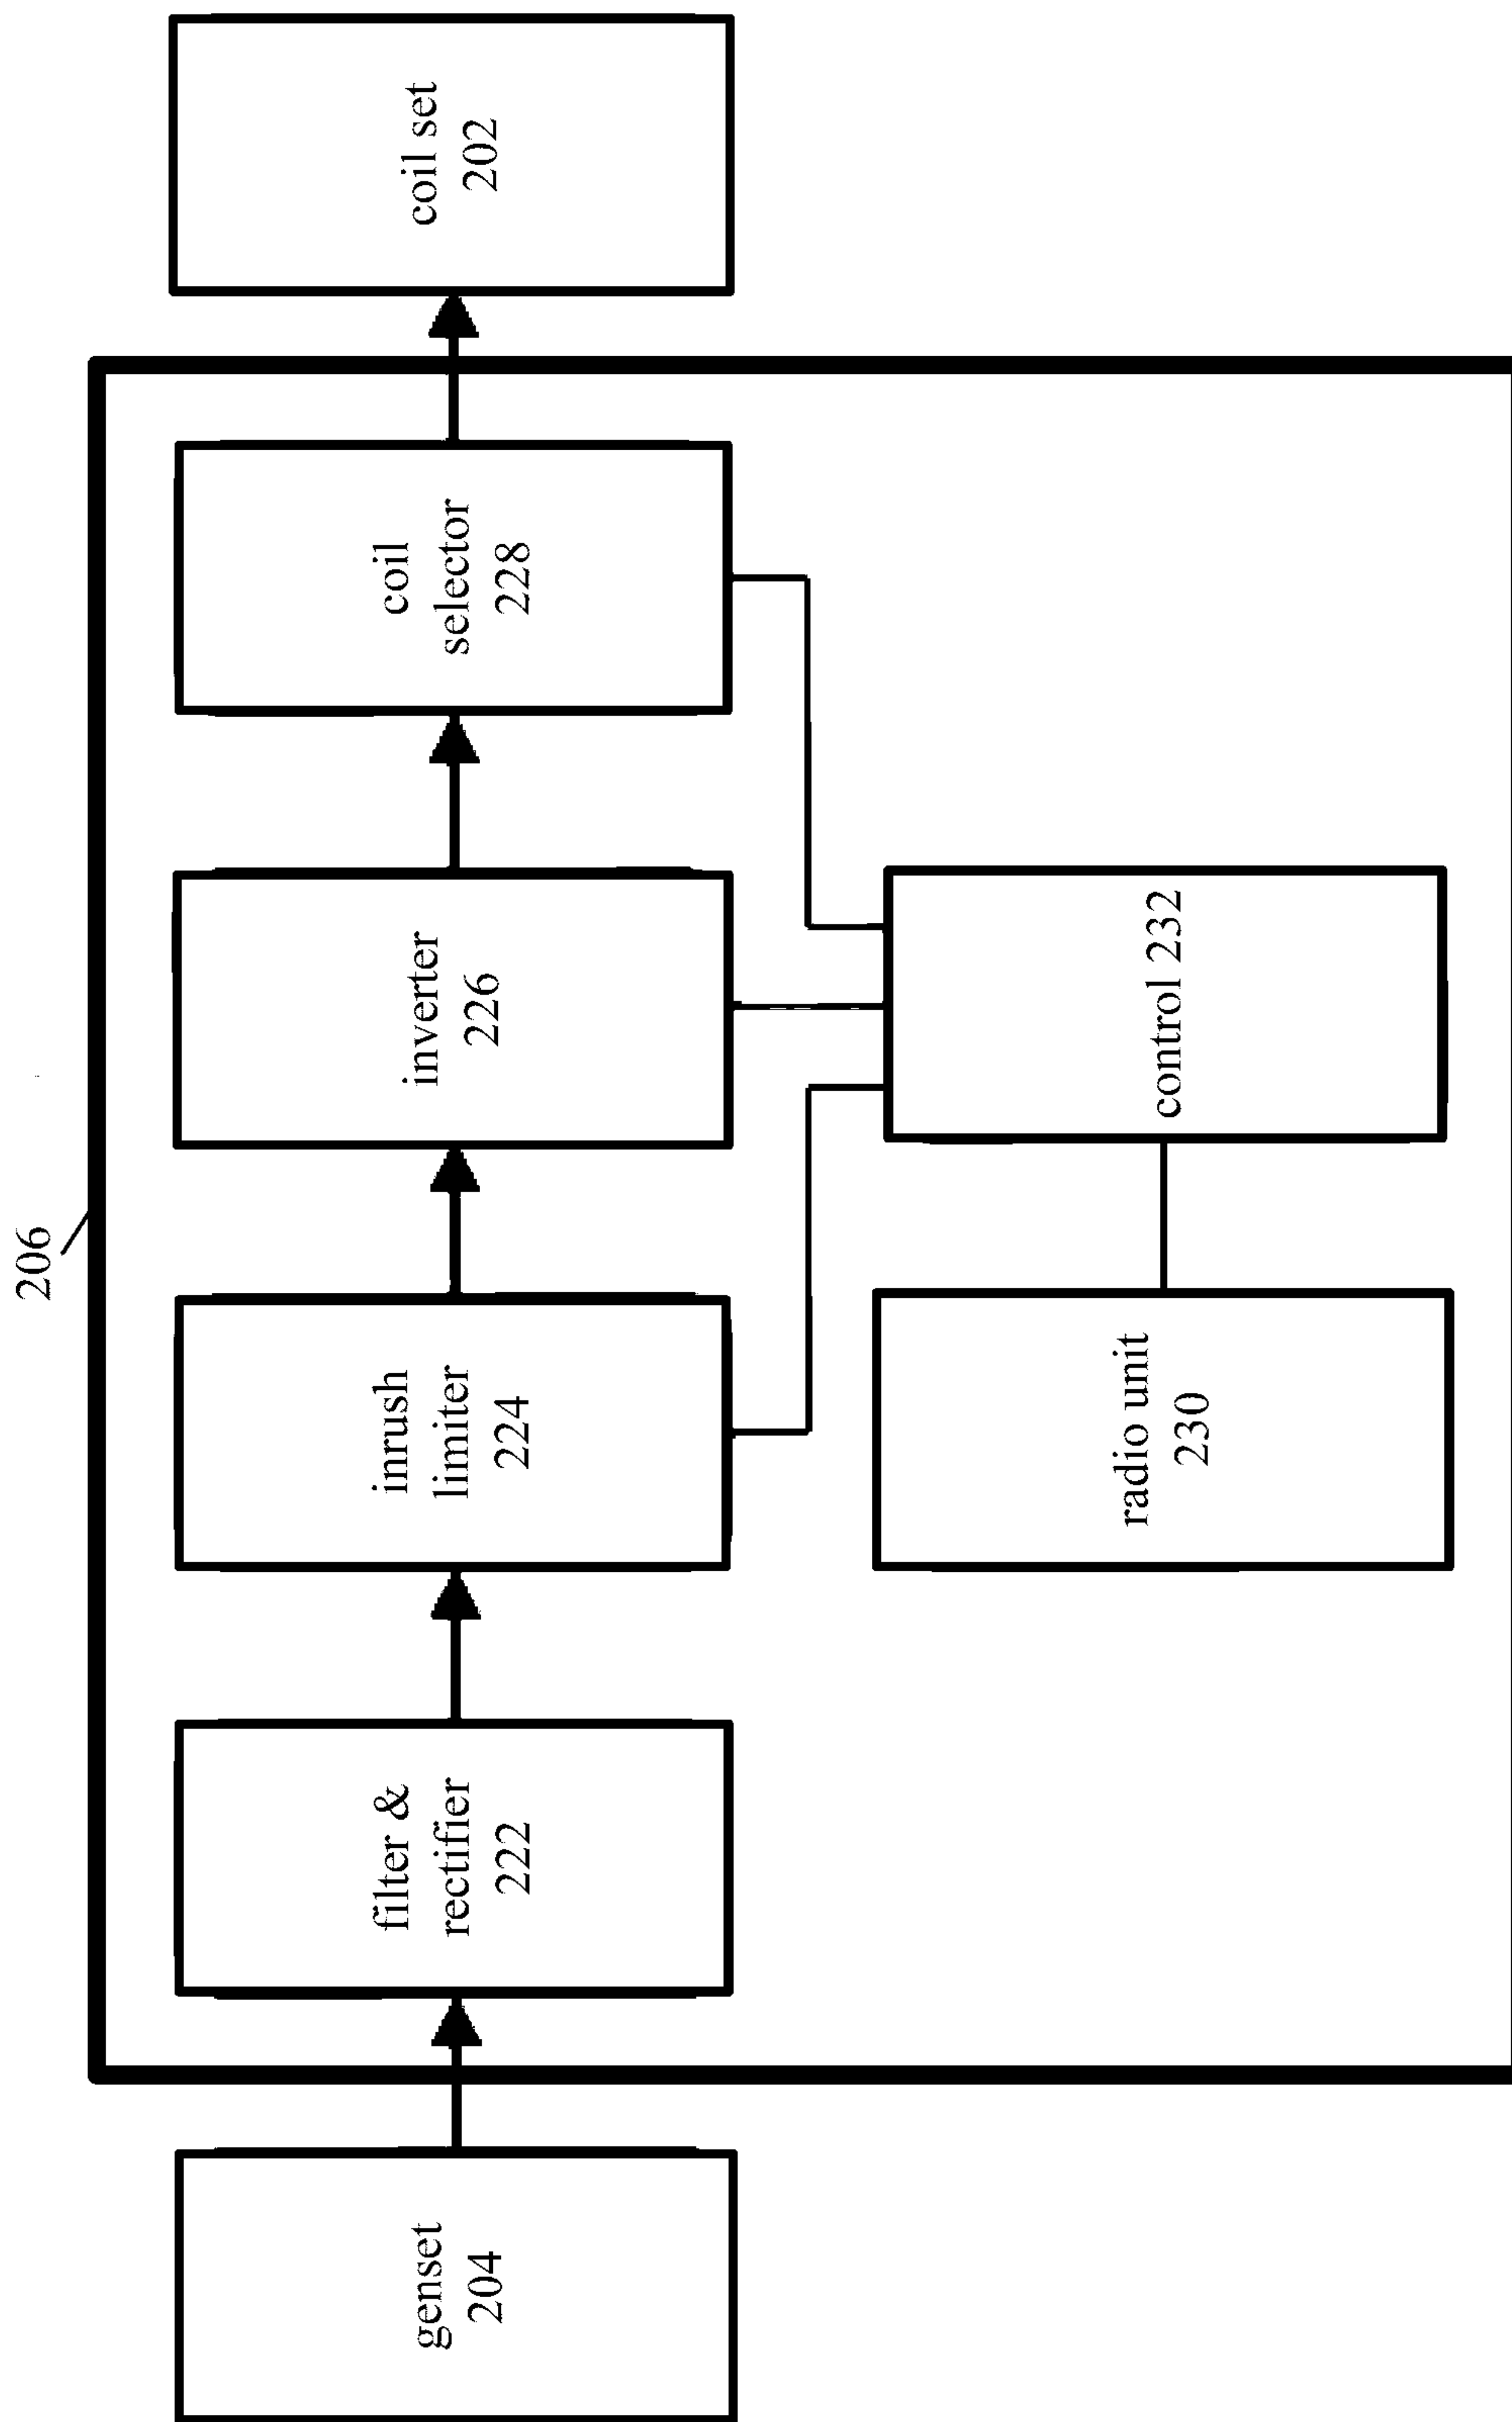 206
genset
204
filter &
rectifier
222
inrush
limiter
224
inverter
226
coil
selector
228
coil set
202
radio unit
230
control 232